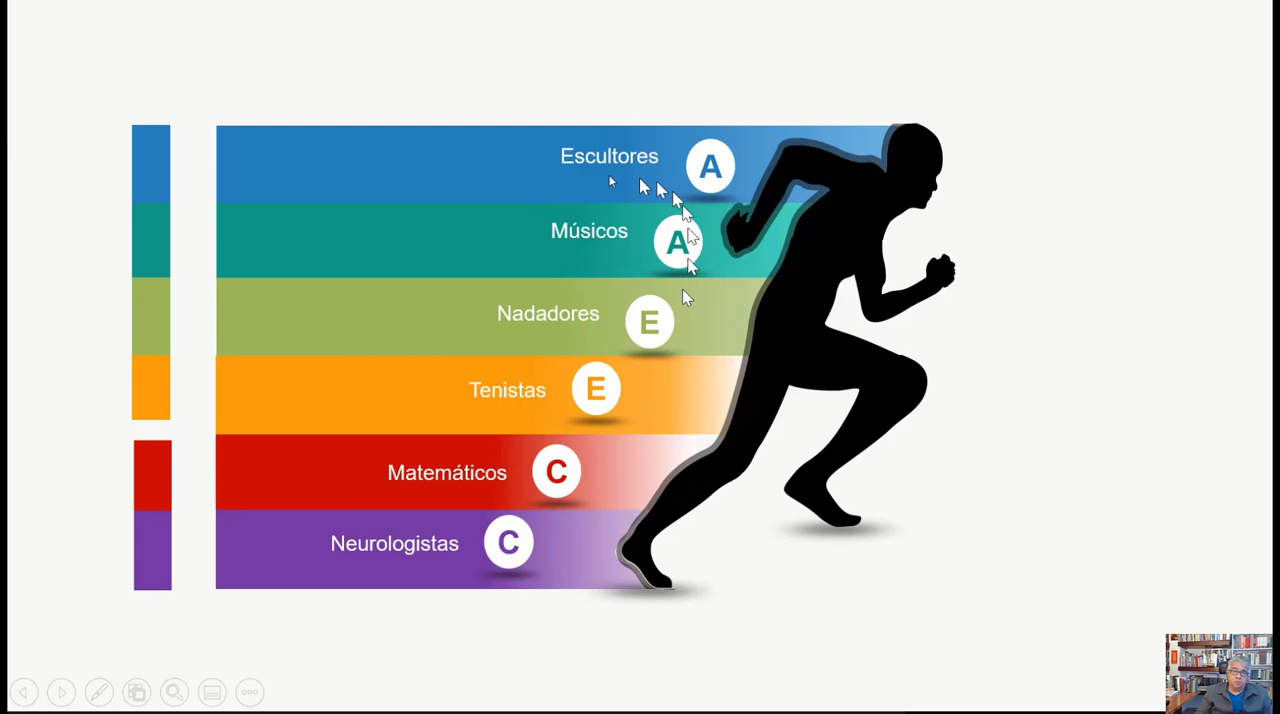 Escultores A
Músicos A
Nadadores E
Tenistas E
Matemáticos C
Neurologistas C